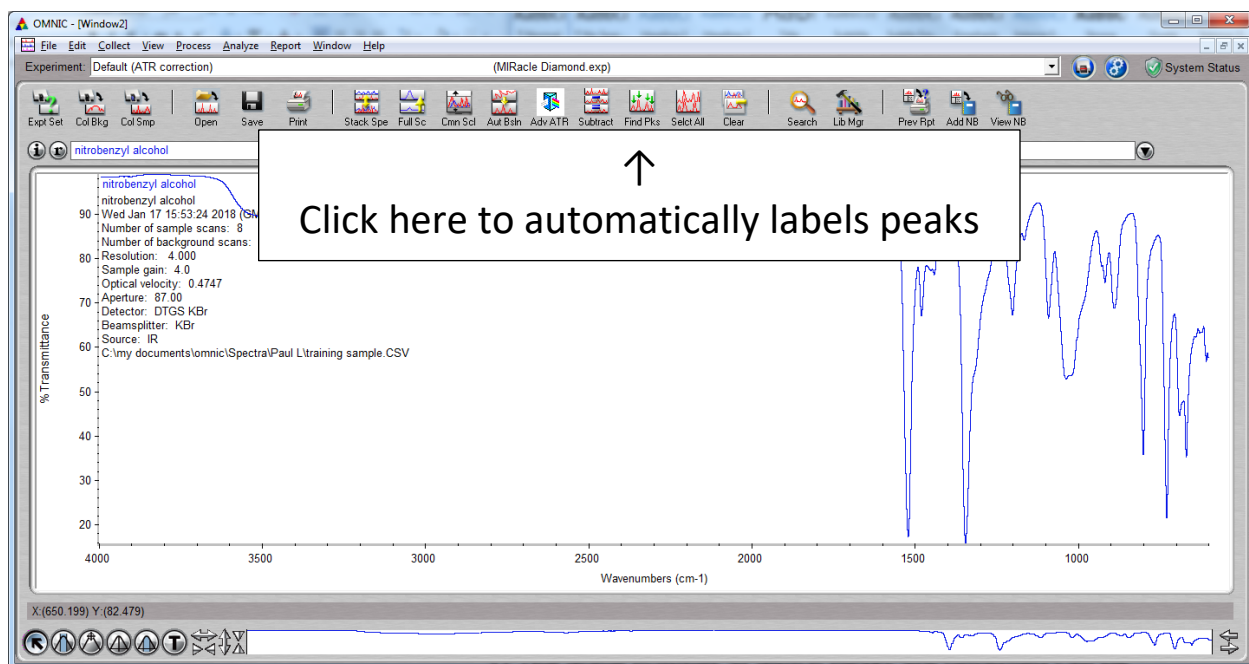 OMNIC - [Window2]
File Edit Collect View Process Analyze Report Window Help
Experiment: Default (ATR correction) (MIRacle Diamond.exp) System Status
Expt Set Col Bkg Col Smp Open Save Print Stack Spe Full Sc Cmn Scl Aut Bsln Adv ATR Subtract Find Pks Selct All Clear Search Lib Mgr Prev Rpt Add NB View NB
nitrobenzyl alcohol
↑
Click here to automatically labels peaks
nitrobenzyl alcohol
nitrobenzyl alcohol
Wed Jan 17 15:53:24 2018 (GM
Number of sample scans: 8
Number of background scans:
Resolution: 4.000
Sample gain: 4.0
Optical velocity: 0.4747
Aperture: 87.00
Detector: DTGS KBr
Beamsplitter: KBr
Source: IR
C:\my documents\omnic\Spectra\Paul L\training sample.CSV
90
80
70
60
50
40
30
20
% Transmittance
4000 3500 3000 2500 2000 1500 1000
Wavenumbers (cm-1)
X:(650.199) Y:(82.479)
T